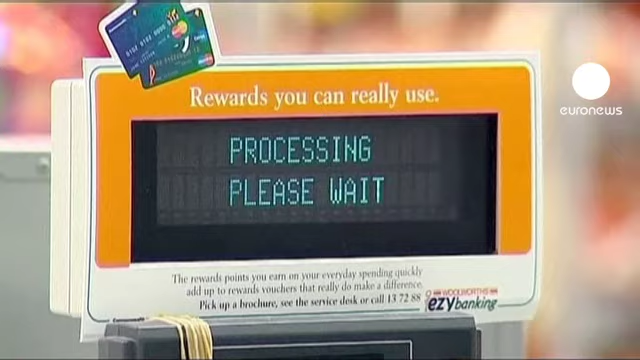 Rewards you can really use.
euronews
PROCESSING
PLEASE WAIT
The rewards points you earn on your everyday spending quickly
add up to rewards vouchers that really do make a difference.
Pick up a brochure, see the service desk or call 13 72 88
WOOLWORTHS
ezy banking